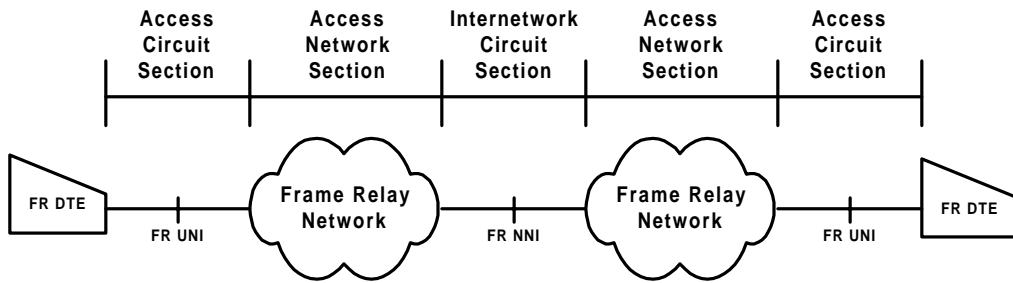 Access
Circuit
Section
Access
Network
Section
Internetwork
Circuit
Section
Access
Network
Section
Access
Circuit
Section
FR DTE
FR UNI
Frame Relay
Network
FR NNI
Frame Relay
Network
FR UNI
FR DTE